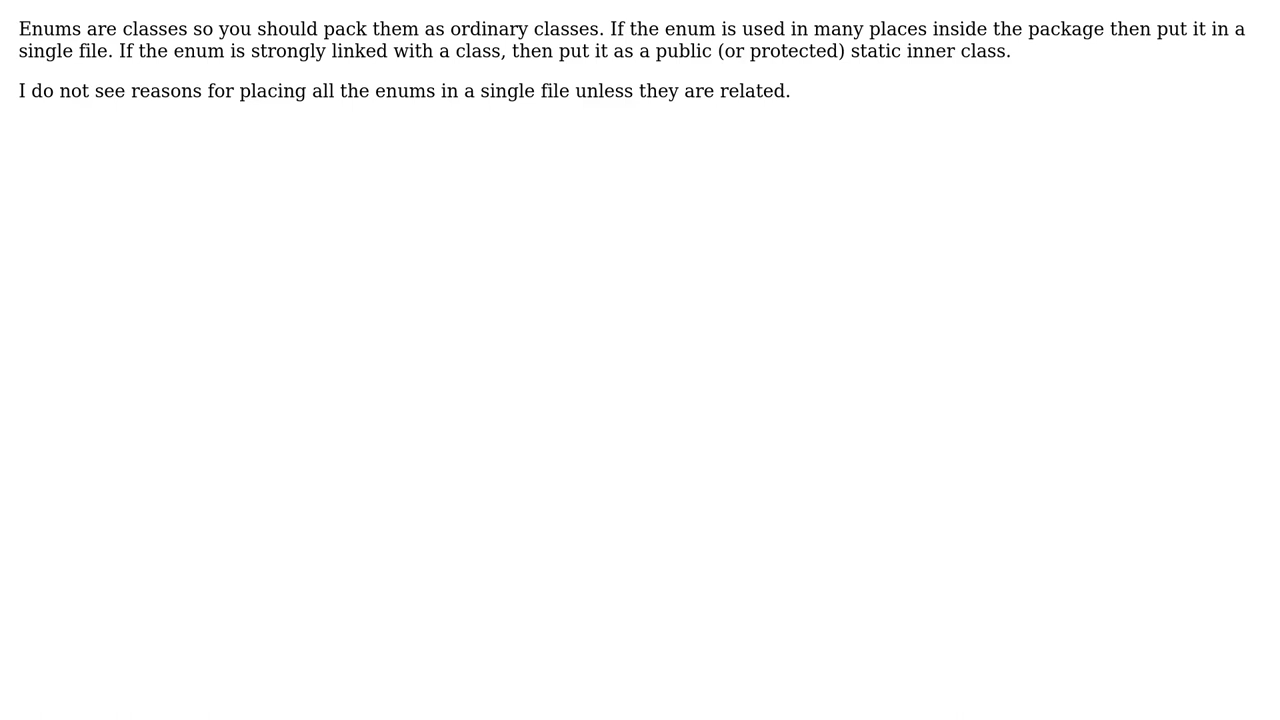 Enums are classes so you should pack them as ordinary classes. If the enum is used in many places inside the package then put it in a
single file. If the enum is strongly linked with a class, then put it as a public (or protected) static inner class.
I do not see reasons for placing all the enums in a single file unless they are related.